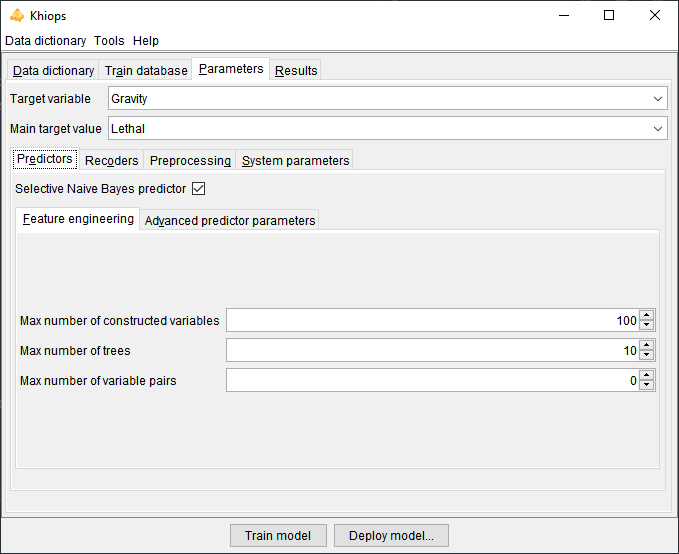 Khiops
Data dictionary Tools Help
Data dictionary Train database Parameters Results
Target variable Gravity
Main target value Lethal
Predictors Recoders Preprocessing System parameters
Selective Naive Bayes predictor
Feature engineering Advanced predictor parameters
Max number of constructed variables 100
Max number of trees 10
Max number of variable pairs 0
Train model Deploy model...